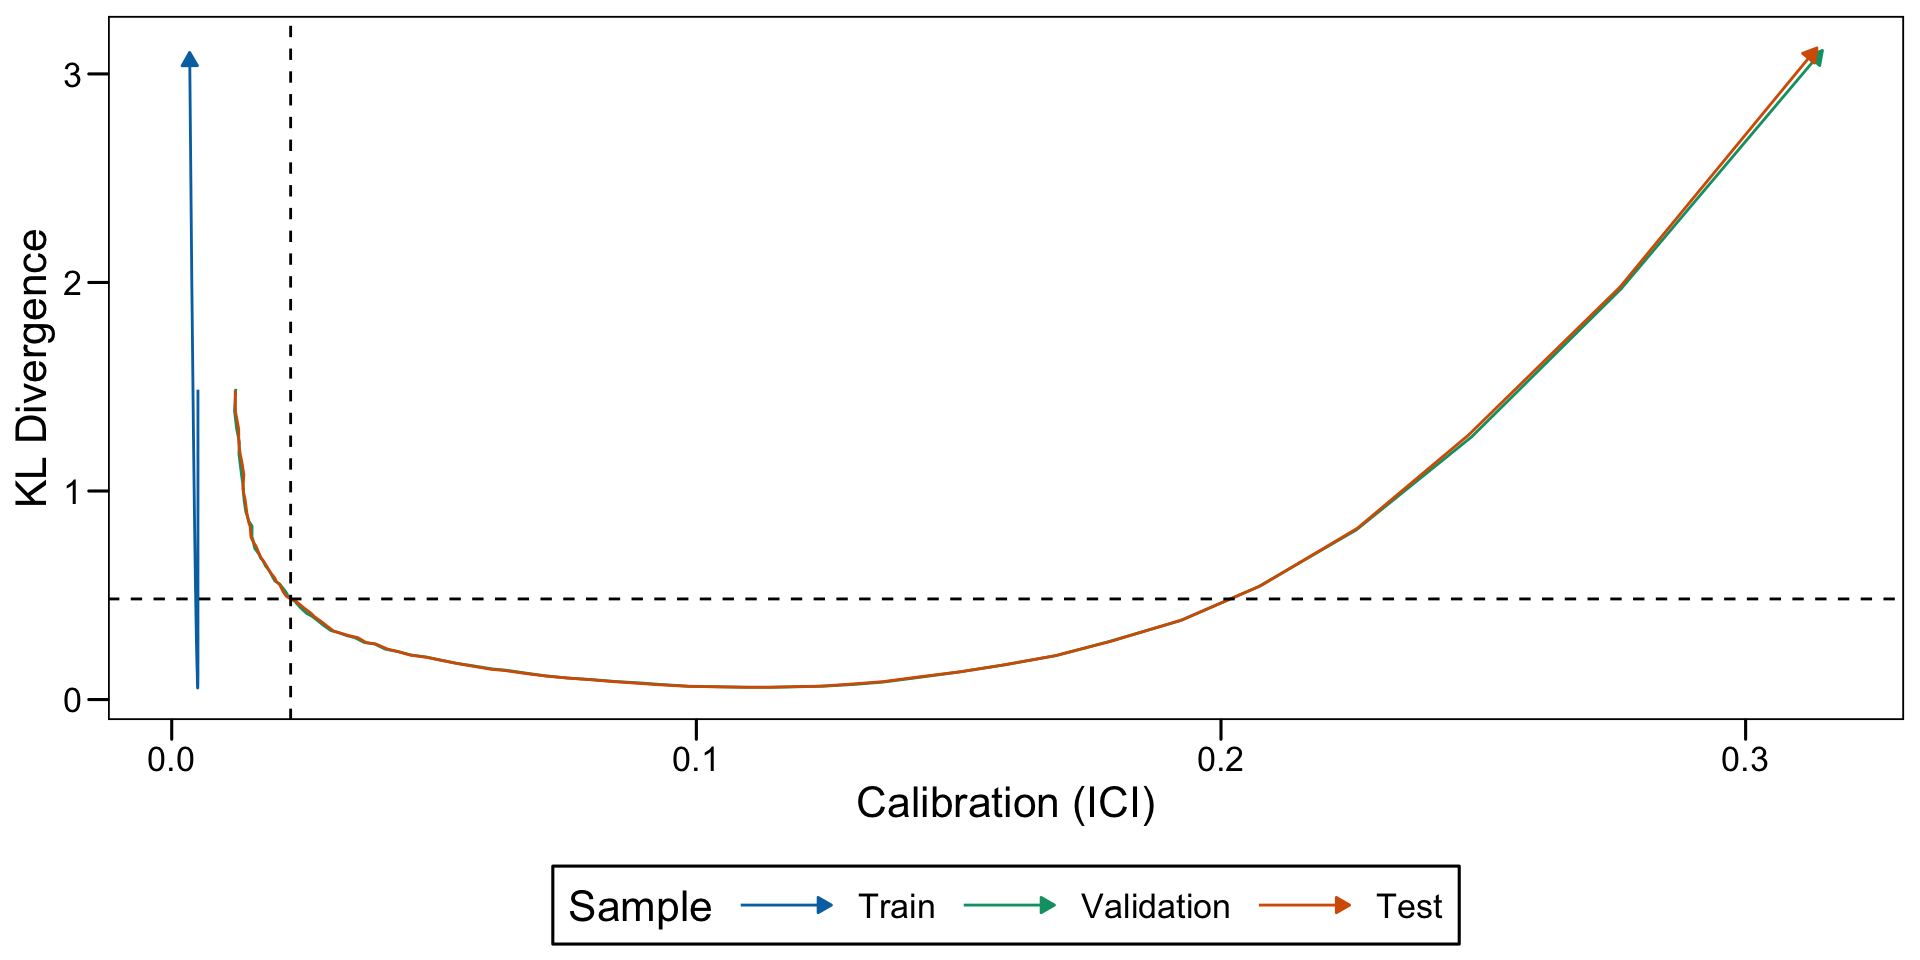 KL Divergence
3
2
1
0
0.0 0.1 0.2 0.3
Calibration (ICI)
Sample Train Validation Test